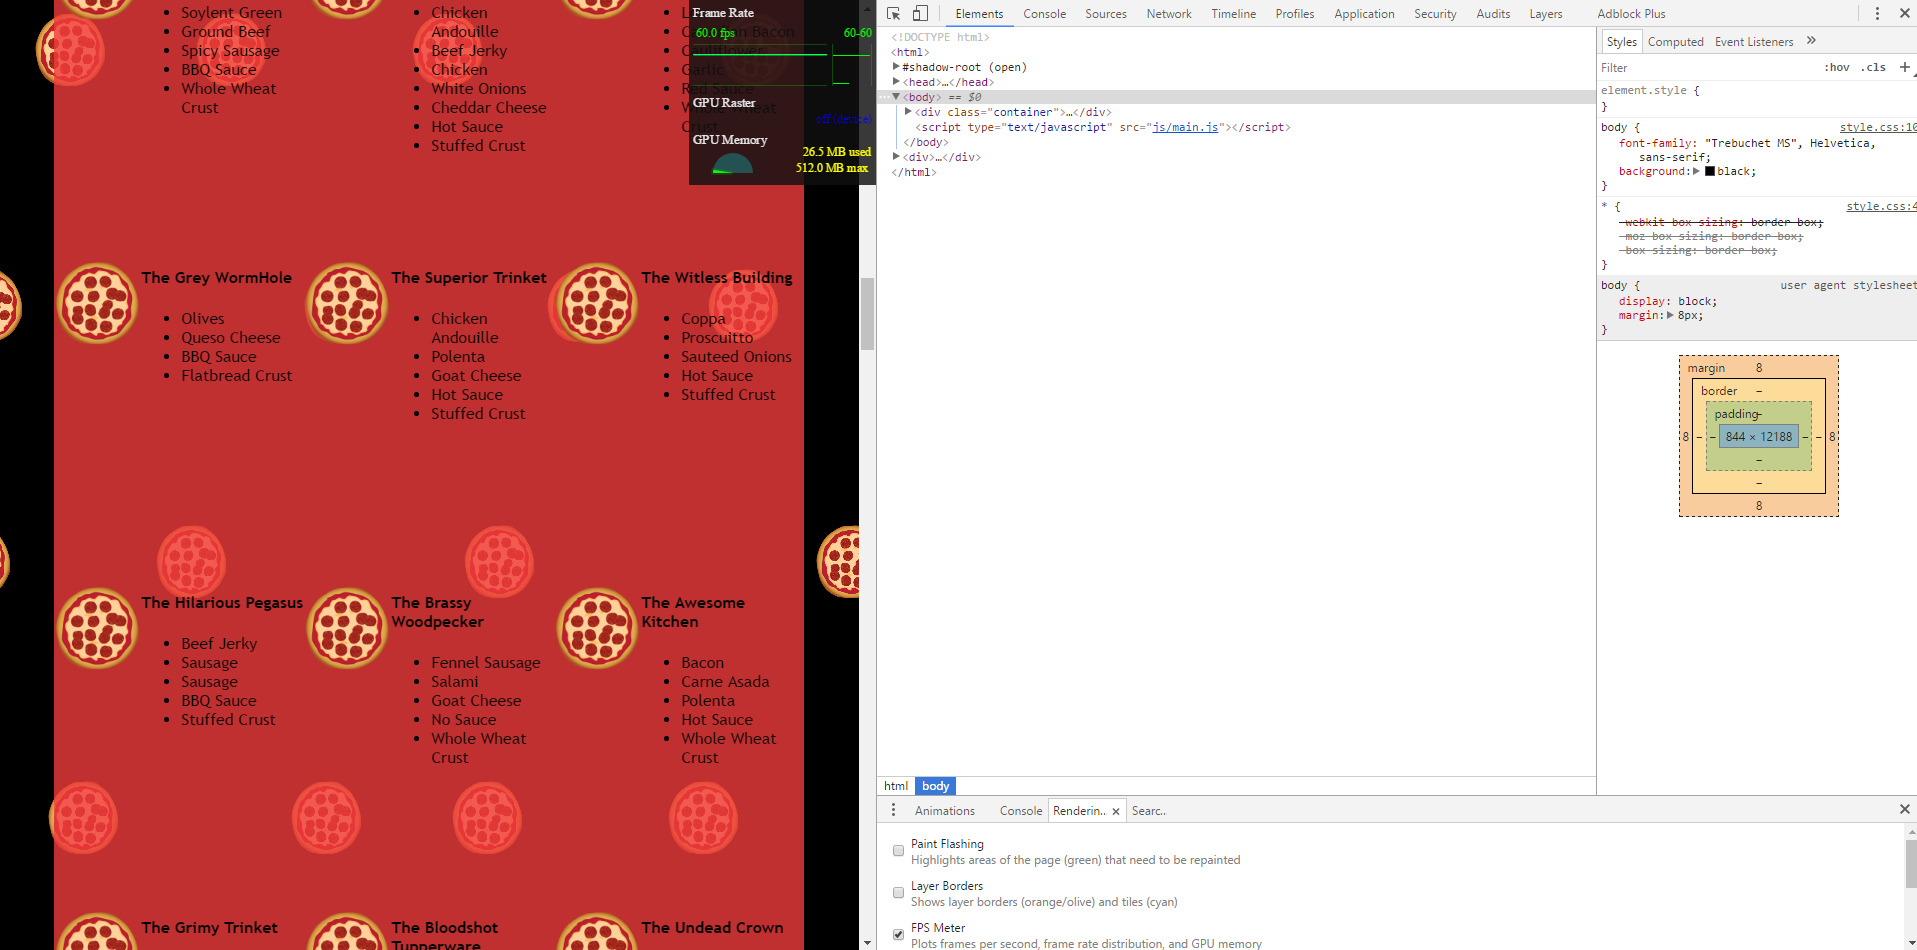 Soylent Green
Ground Beef
Spicy Sausage
BBQ Sauce
Whole Wheat
Crust
Chicken
Andouille
Beef Jerky
Chicken
White Onions
Cheddar Cheese
Hot Sauce
Stuffed Crust
Cauliflower
Garlic
Red Sauce
Whole Wheat
Crust
Frame Rate
60.0 fps
60-60
GPU Raster
off (device)
GPU Memory
26.5 MB used
512.0 MB max
The Grey WormHole
Olives
Queso Cheese
BBQ Sauce
Flatbread Crust
The Superior Trinket
Chicken
Andouille
Polenta
Goat Cheese
Hot Sauce
Stuffed Crust
The Witless Building
Coppa
Proscuitto
Sauteed Onions
Hot Sauce
Stuffed Crust
The Hilarious Pegasus
Beef Jerky
Sausage
Sausage
BBQ Sauce
Stuffed Crust
The Brassy
Woodpecker
Fennel Sausage
Salami
Goat Cheese
No Sauce
Whole Wheat
Crust
The Awesome
Kitchen
Bacon
Carne Asada
Polenta
Hot Sauce
Whole Wheat
Crust
The Grimy Trinket
The Bloodshot
Tupperware
The Undead Crown
Elements Console Sources Network Timeline Profiles Application Security Audits Layers Adblock Plus
<!DOCTYPE html>
<html>
#shadow-root (open)
<head>…</head>
<body> == $0
<div class="container">…</div>
<script type="text/javascript" src="js/main.js"></script>
</body>
<div>…</div>
</html>
html body
Styles Computed Event Listeners »
Filter :hov .cls +
element.style {
}
body { style.css:10
font-family: "Trebuchet MS", Helvetica,
sans-serif;
background: black;
}
* { style.css:4
-webkit-box-sizing: border-box;
-moz-box-sizing: border-box;
box-sizing: border-box;
}
body { user agent stylesheet
display: block;
margin: 8px;
}
margin 8
border –
padding –
8 – – 844 × 12188 – – 8
–
–
8
Animations Console Renderin... × Searc..
Paint Flashing
Highlights areas of the page (green) that need to be repainted
Layer Borders
Shows layer borders (orange/olive) and tiles (cyan)
FPS Meter
Plots frames per second, frame rate distribution, and GPU memory